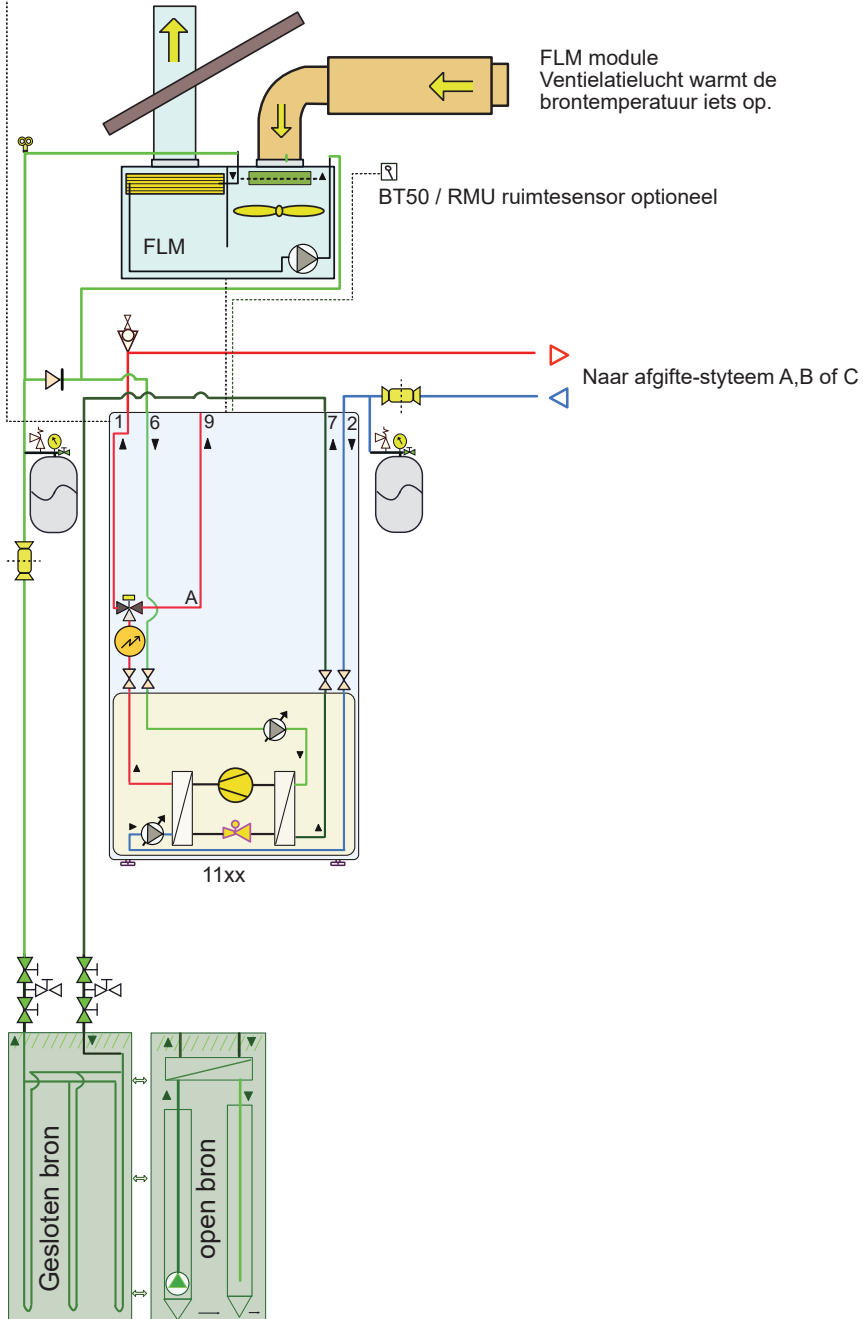 FLM module
Ventielatielucht warmt de
brontemperatuur iets op.
BT50 / RMU ruimtesensor optioneel
FLM
Naar afgifte-styteem A,B of C
1 6 9 7 2
A
11xx
Gesloten bron
open bron